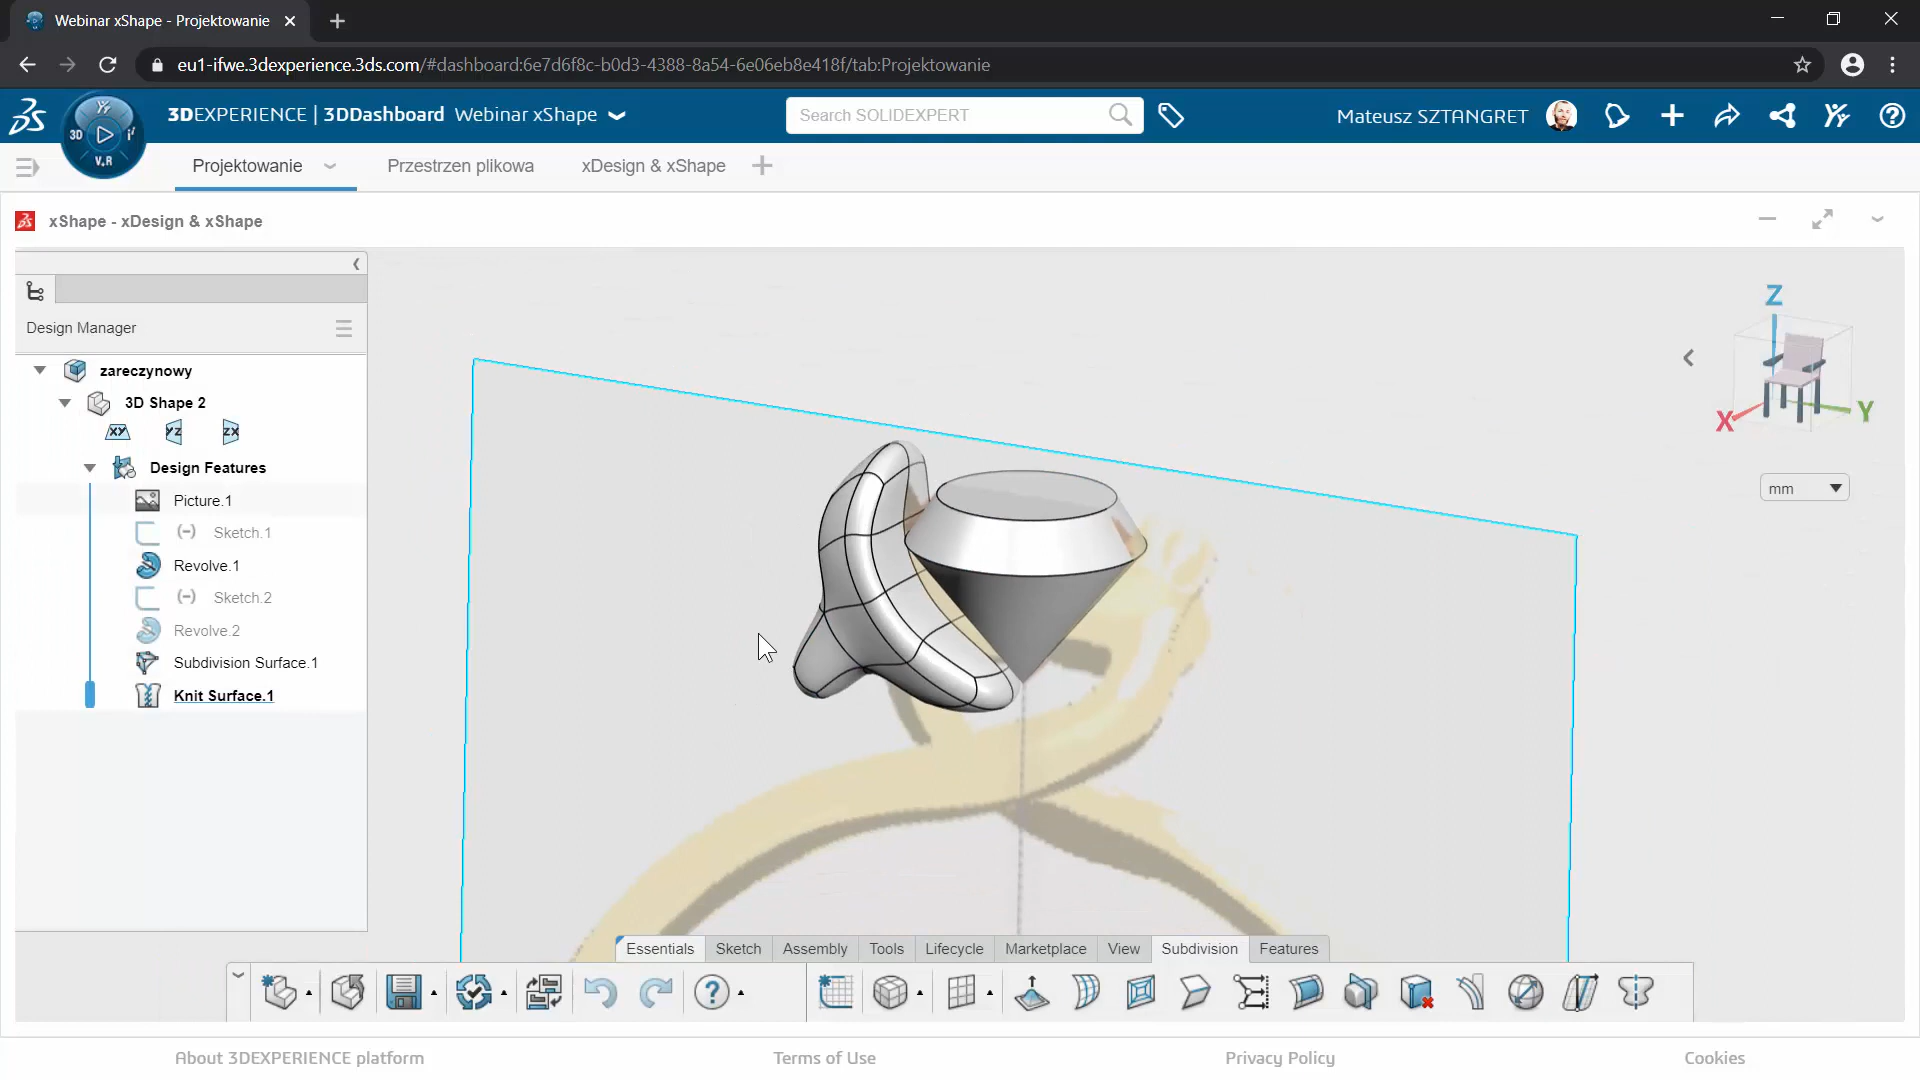 Webinar xShape - Projektowanie
eu1-ifwe.3dexperience.3ds.com/#dashboard:6e7d6f8c-b0d3-4388-8a54-6e06eb8e418f/tab:Projektowanie
3DEXPERIENCE | 3DDashboard Webinar xShape
Search SOLIDEXPERT
Mateusz SZTANGRET
3D
V.R
Projektowanie
Przestrzen plikowa
xDesign & xShape
xShape - xDesign & xShape
Design Manager
zareczynowy
3D Shape 2
XY
YZ
ZX
Design Features
Picture.1
(-) Sketch.1
Revolve.1
(-) Sketch.2
Revolve.2
Subdivision Surface.1
Knit Surface.1
Z
X
Y
mm
Essentials
Sketch
Assembly
Tools
Lifecycle
Marketplace
View
Subdivision
Features
About 3DEXPERIENCE platform
Terms of Use
Privacy Policy
Cookies